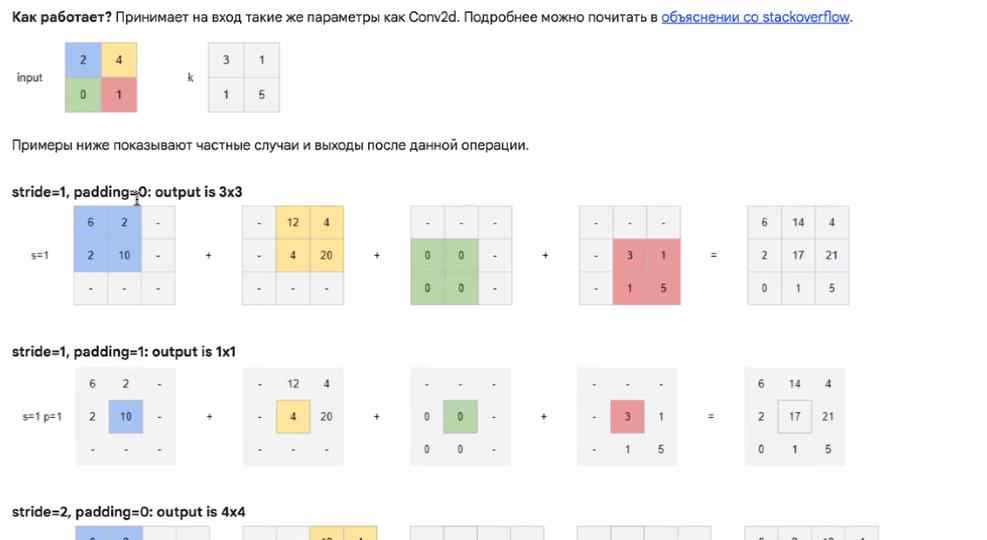 Как работает? Принимает на вход такие же параметры как Conv2d. Подробнее можно почитать в объяснении со stackoverflow.
2 4 3 1
input k
0 1 1 5
Примеры ниже показывают частные случаи и выходы после данной операции.
stride=1, padding=0: output is 3x3
6 2 - - 12 4 - - - - - - 6 14 4
s=1 2 10 - + - 4 20 + 0 0 - + - 3 1 = 2 17 21
- - - - - - 0 0 - - 1 5 0 1 5
stride=1, padding=1: output is 1x1
6 2 - - 12 4 - - - - - - 6 14 4
s=1 p=1 2 10 - + - 4 20 + 0 0 - + - 3 1 = 2 17 21
- - - - - - 0 0 - - 1 5 0 1 5
stride=2, padding=0: output is 4x4